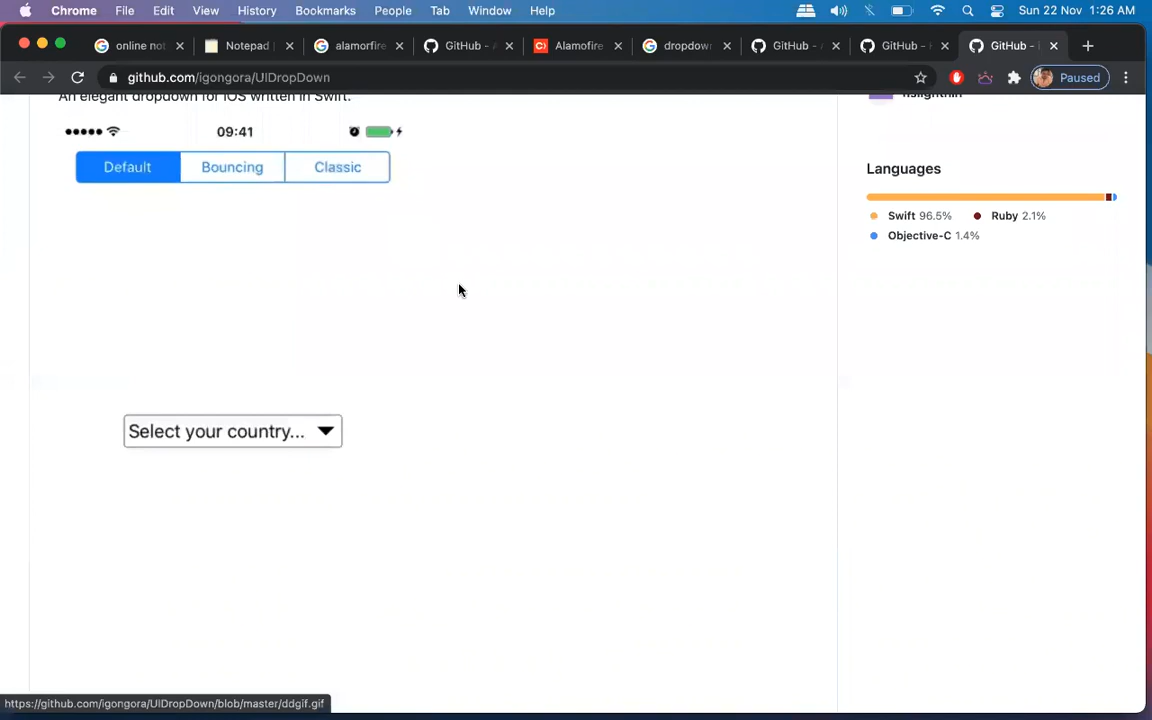 Chrome File Edit View History Bookmarks People Tab Window Help Sun 22 Nov 1:26 AM
online not Notepad alamorfire GitHub - Alamofire dropdown GitHub - GitHub - GitHub -
github.com/igongora/UIDropDown Paused
An elegant dropdown for iOS written in Swift.
09:41
Default Bouncing Classic
Languages
Swift 96.5% Ruby 2.1%
Objective-C 1.4%
Select your country...
https://github.com/igongora/UIDropDown/blob/master/ddgif.gif